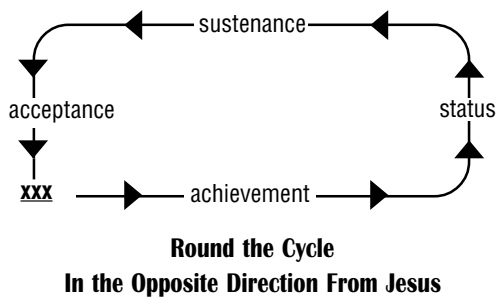 sustenance
acceptance
status
xxx
achievement
Round the Cycle
In the Opposite Direction From Jesus